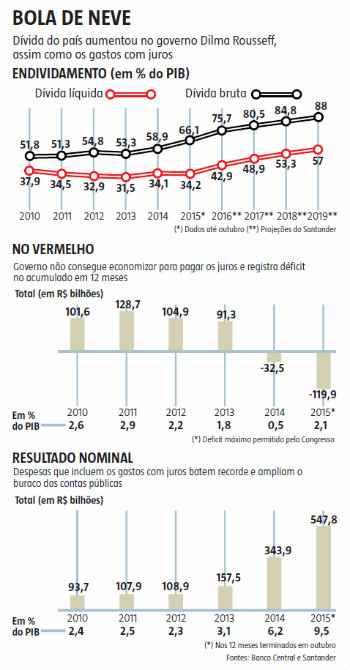 BOLA DE NEVE
Dívida do país aumentou no governo Dilma Rousseff,
assim como os gastos com juros
ENDIVIDAMENTO (em % do PIB)
Dívida líquida Dívida bruta
51,8 51,3 54,8 53,3 58,9 66,1 75,7 80,5 84,8 88
37,9 34,5 32,9 31,5 34,1 34,2 42,9 48,9 53,3 57
2010 2011 2012 2013 2014 2015* 2016** 2017** 2018** 2019**
(*) Dados até outubro (**) Projeções do Santander
NO VERMELHO
Governo não consegue economizar para pagar os juros e registra déficit
no acumulado em 12 meses
Total (em R$ bilhões)
101,6 128,7 104,9 91,3 -32,5 -119,9
2010 2011 2012 2013 2014 2015*
Em %
do PIB 2,6 2,9 2,2 1,8 0,5 2,1
(*) Deficit máximo permitido pelo Congresso
RESULTADO NOMINAL
Despesas que incluem os gastos com juros batem recorde e ampliam o
buraco das contas públicas
Total (em R$ bilhões)
93,7 107,9 108,9 157,5 343,9 547,8
2010 2011 2012 2013 2014 2015*
Em %
do PIB 2,4 2,5 2,3 3,1 6,2 9,5
(*) Nos 12 meses terminados em outubro
Fontes: Banco Central e Santander